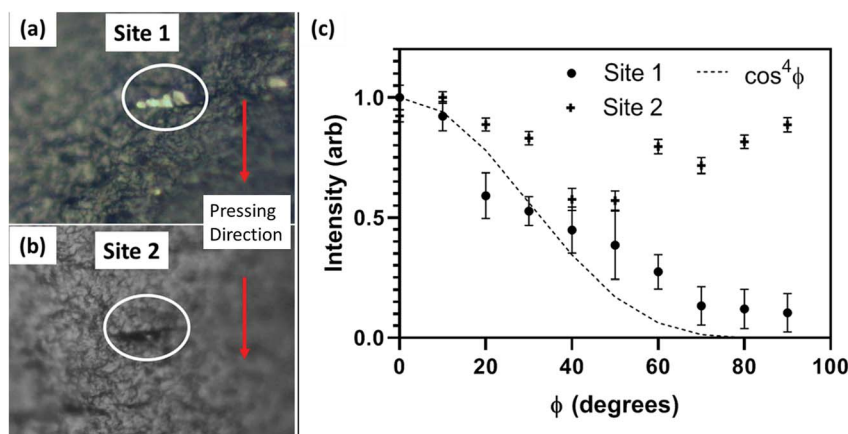 (a)
Site 1
Pressing
Direction
(b)
Site 2
(c)
Site 1
Site 2
cos⁴ϕ
Intensity (arb)
1.0
0.5
0.0
0
20
40
60
80
100
ϕ (degrees)